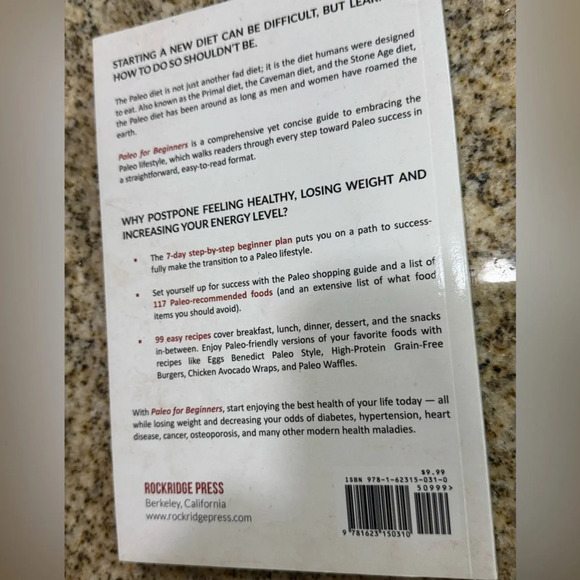 STARTING A NEW DIET CAN BE DIFFICULT, BUT
HOW TO DO SO SHOULDN'T BE.
The Paleo diet is not just another fad diet; it is the diet humans were designed
to eat. Also known as the Primal diet, the Caveman diet, and the Stone Age diet,
the Paleo diet has been around as long as men and women have roamed the
earth.
Paleo for Beginners is a comprehensive yet concise guide to embracing the
Paleo lifestyle, which walks readers through every step toward Paleo success in
a straightforward, easy-to-read format.
WHY POSTPONE FEELING HEALTHY, LOSING WEIGHT AND
INCREASING YOUR ENERGY LEVEL?
▪ The 7-day step-by-step beginner plan puts you on a path to success-
fully make the transition to a Paleo lifestyle.
▪ Set yourself up for success with the Paleo shopping guide and a list of
117 Paleo-recommended foods (and an extensive list of what food
items you should avoid).
▪ 99 easy recipes cover breakfast, lunch, dinner, dessert, and the snacks
in-between. Enjoy Paleo-friendly versions of your favorite foods with
recipes like Eggs Benedict Paleo Style, High-Protein Grain-Free
Burgers, Chicken Avocado Wraps, and Paleo Waffles.
With Paleo for Beginners, start enjoying the best health of your life today — all
while losing weight and decreasing your odds of diabetes, hypertension, heart
disease, cancer, osteoporosis, and many other modern health maladies.
$9.99
ISBN 978-1-62315-031-0
50999>
ROCKRIDGE PRESS
Berkeley, California
www.rockridgepress.com
9 781623 150310